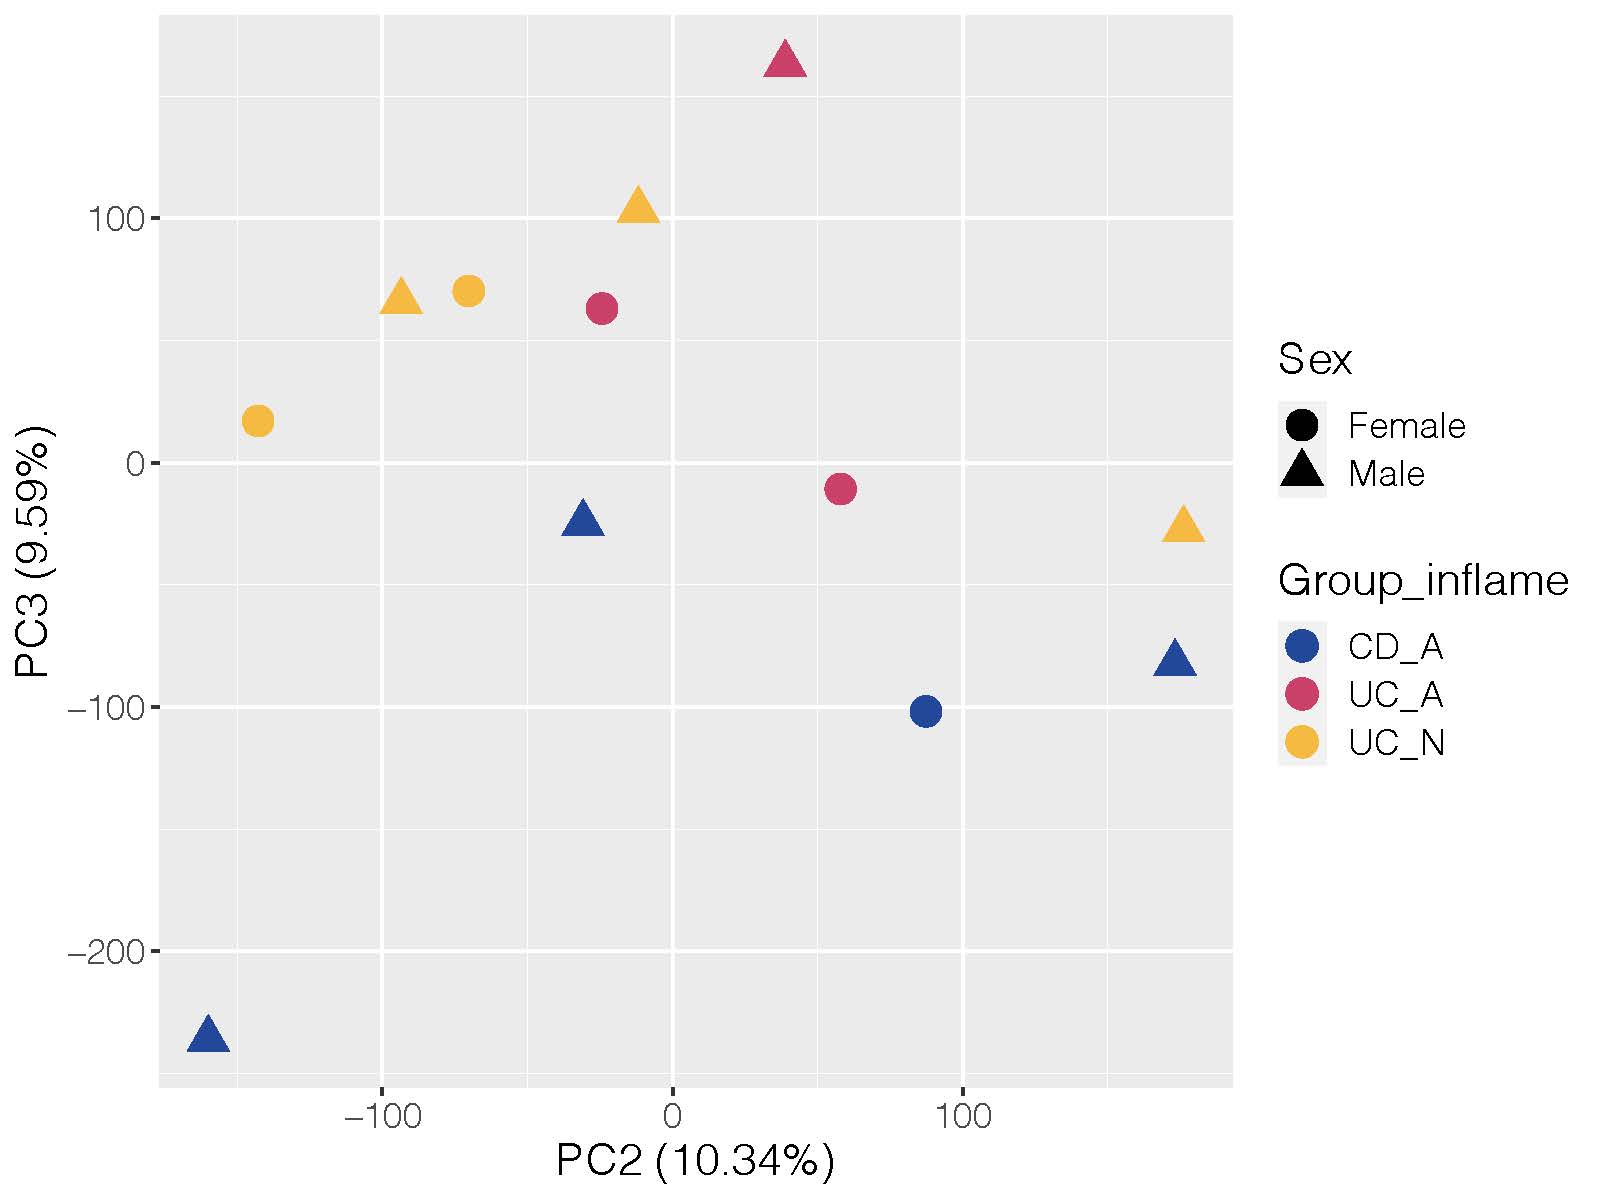 PC3 (9.59%)
100
0
−100
−200
−100
0
100
PC2 (10.34%)
Sex
Female
Male
Group_inflame
CD_A
UC_A
UC_N